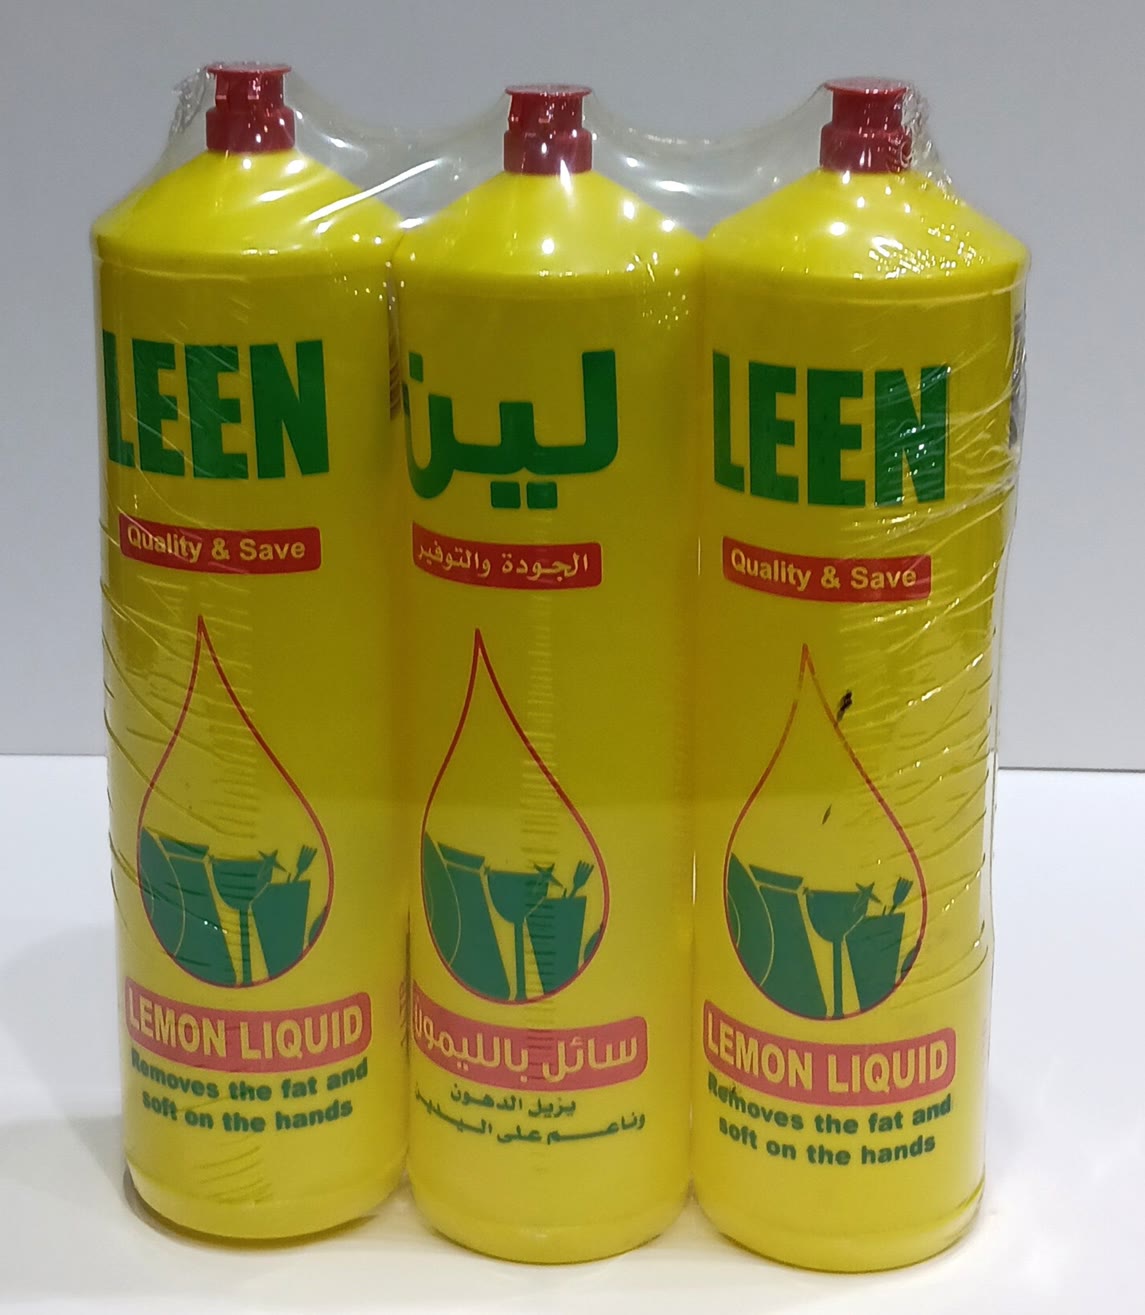 LEEN
Quality & Save
LEMON LIQUID
Removes the fat and
soft on the hands
لين
الجودة والتوفير
سائل بالليمون
يزيل الدهون
وناعم على اليدين
LEEN
Quality & Save
LEMON LIQUID
Removes the fat and
soft on the hands